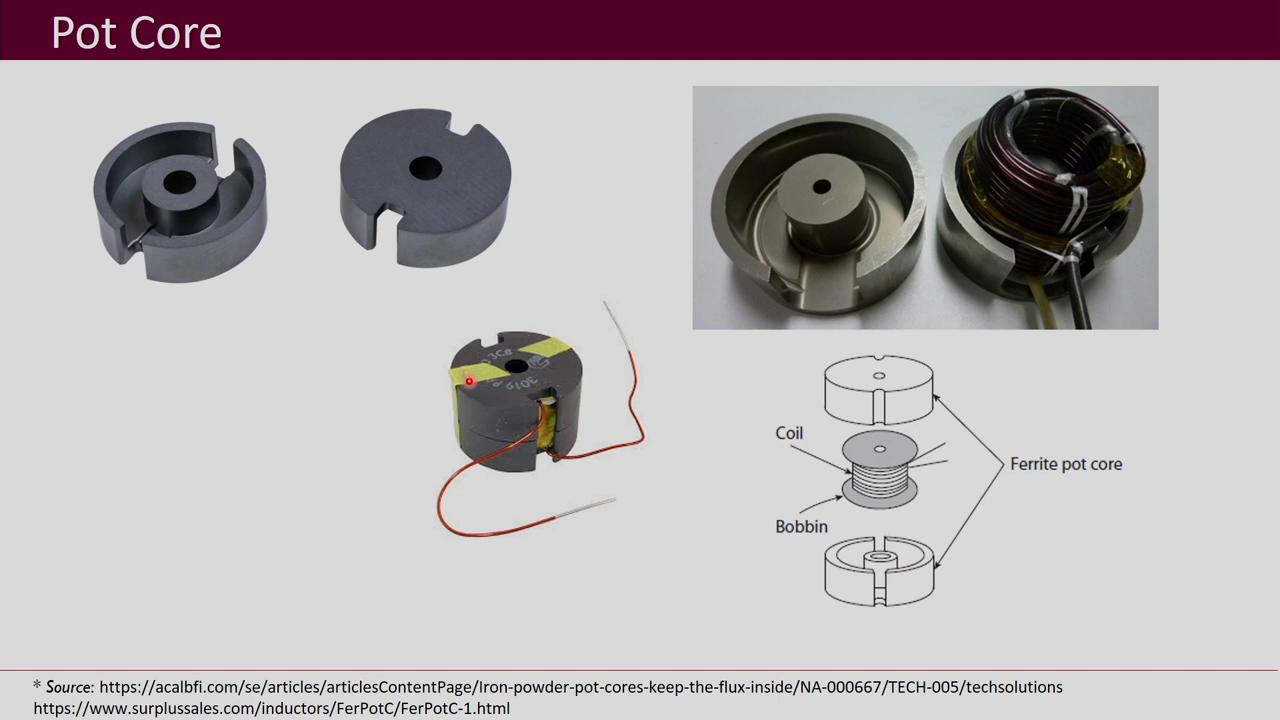 Pot Core
Coil
Bobbin
Ferrite pot core
* Source: https://acalbfi.com/se/articles/articlesContentPage/Iron-powder-pot-cores-keep-the-flux-inside/NA-000667/TECH-005/techsolutions
https://www.surplussales.com/inductors/FerPotC/FerPotC-1.html